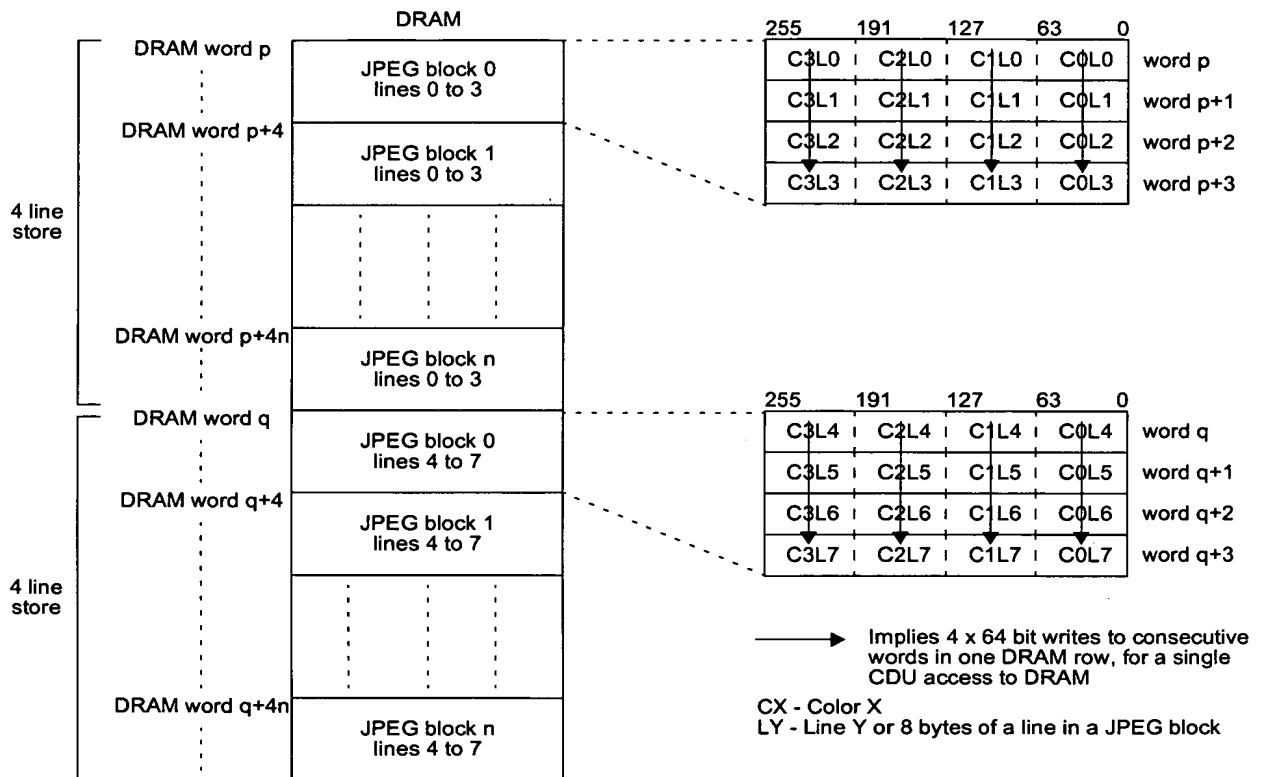 DRAM
DRAM word p
JPEG block 0
lines 0 to 3
DRAM word p+4
JPEG block 1
lines 0 to 3
4 line
store
DRAM word p+4n
JPEG block n
lines 0 to 3
DRAM word q
JPEG block 0
lines 4 to 7
DRAM word q+4
JPEG block 1
lines 4 to 7
4 line
store
DRAM word q+4n
JPEG block n
lines 4 to 7
255 191 127 63 0
C3L0 C2L0 C1L0 C0L0 word p
C3L1 C2L1 C1L1 C0L1 word p+1
C3L2 C2L2 C1L2 C0L2 word p+2
C3L3 C2L3 C1L3 C0L3 word p+3
255 191 127 63 0
C3L4 C2L4 C1L4 C0L4 word q
C3L5 C2L5 C1L5 C0L5 word q+1
C3L6 C2L6 C1L6 C0L6 word q+2
C3L7 C2L7 C1L7 C0L7 word q+3
Implies 4 x 64 bit writes to consecutive
words in one DRAM row, for a single
CDU access to DRAM
CX - Color X
LY - Line Y or 8 bytes of a line in a JPEG block